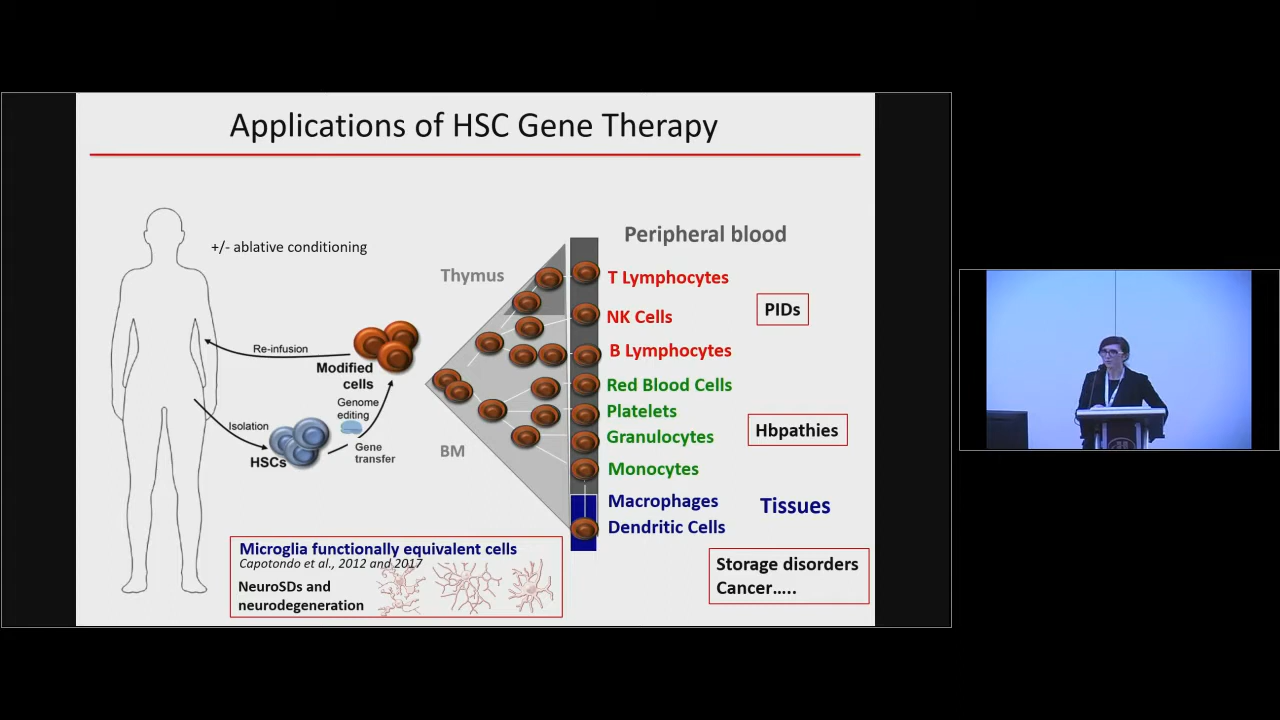 Applications of HSC Gene Therapy
+/- ablative conditioning
Re-infusion
Modified
cells
Genome
editing
Isolation
HSCs
Gene
transfer
Thymus
BM
Peripheral blood
T Lymphocytes
NK Cells
PIDs
B Lymphocytes
Red Blood Cells
Platelets
Granulocytes
Hbpathies
Monocytes
Macrophages
Tissues
Dendritic Cells
Microglia functionally equivalent cells
Capotondo et al., 2012 and 2017
NeuroSDs and
neurodegeneration
Storage disorders
Cancer.....